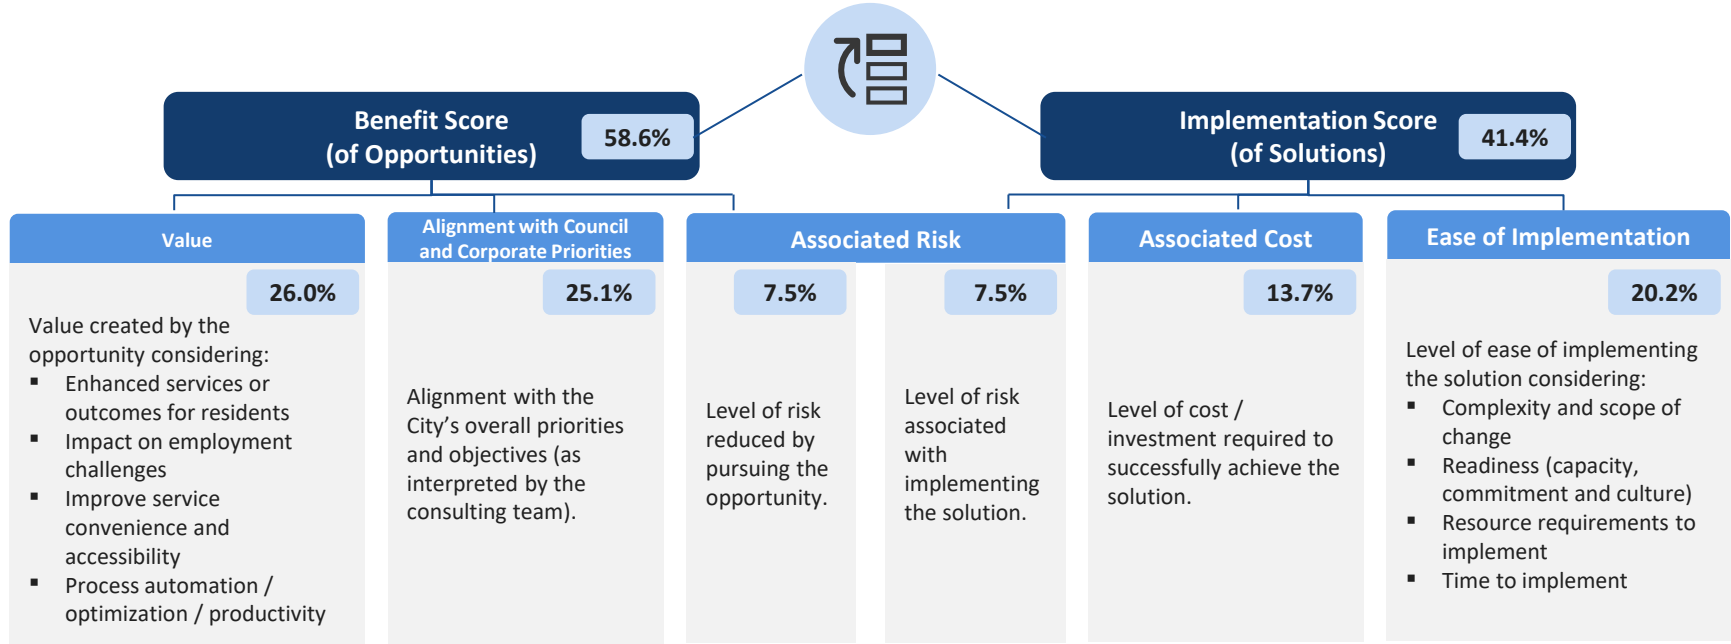 Benefit Score
(of Opportunities)
58.6%
Implementation Score
(of Solutions)
41.4%
Value
26.0%
Value created by the
opportunity considering:
▪ Enhanced services or
outcomes for residents
▪ Impact on employment
challenges
▪ Improve service
convenience and
accessibility
▪ Process automation /
optimization / productivity
Alignment with Council
and Corporate Priorities
25.1%
Alignment with the
City's overall priorities
and objectives (as
interpreted by the
consulting team).
Associated Risk
7.5%
Level of risk
reduced by
pursuing the
opportunity.
7.5%
Level of risk
associated
with
implementing
the solution.
Associated Cost
13.7%
Level of cost /
investment required to
successfully achieve the
solution.
Ease of Implementation
20.2%
Level of ease of implementing
the solution considering:
▪ Complexity and scope of
change
▪ Readiness (capacity,
commitment and culture)
▪ Resource requirements to
implement
▪ Time to implement